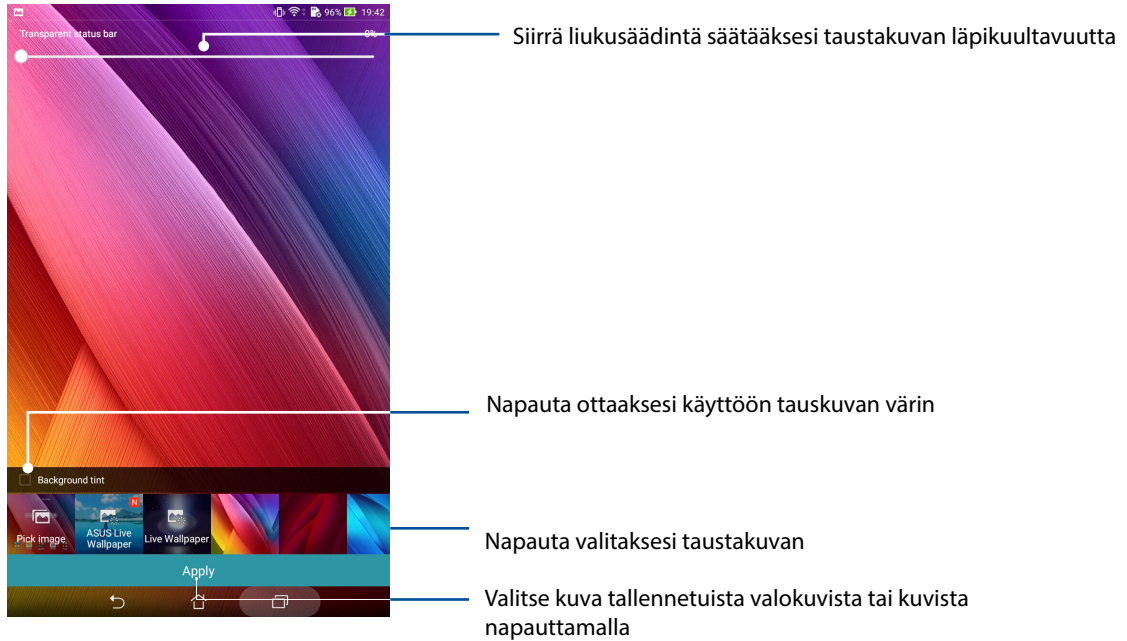 96% 19:42
Transparent status bar 0%
Siirrä liukusäädintä säätääksesi taustakuvan läpikuultavuutta
Napauta ottaaksesi käyttöön tauskuvan värin
Background tint
N
Pick image
ASUS Live
Wallpaper
Live Wallpaper
Napauta valitaksesi taustakuvan
Apply
Valitse kuva tallennetuista valokuvista tai kuvista
napauttamalla